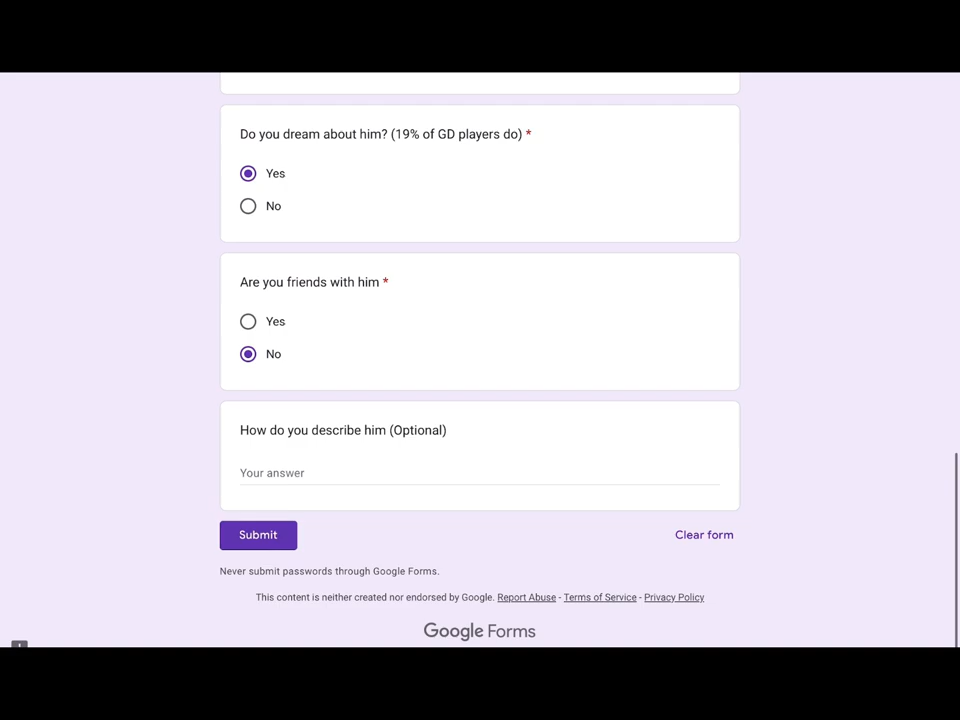 Do you dream about him? (19% of GD players do) *
Yes
No
Are you friends with him *
Yes
No
How do you describe him (Optional)
Your answer
Submit
Clear form
Never submit passwords through Google Forms.
This content is neither created nor endorsed by Google. Report Abuse - Terms of Service - Privacy Policy
Google Forms